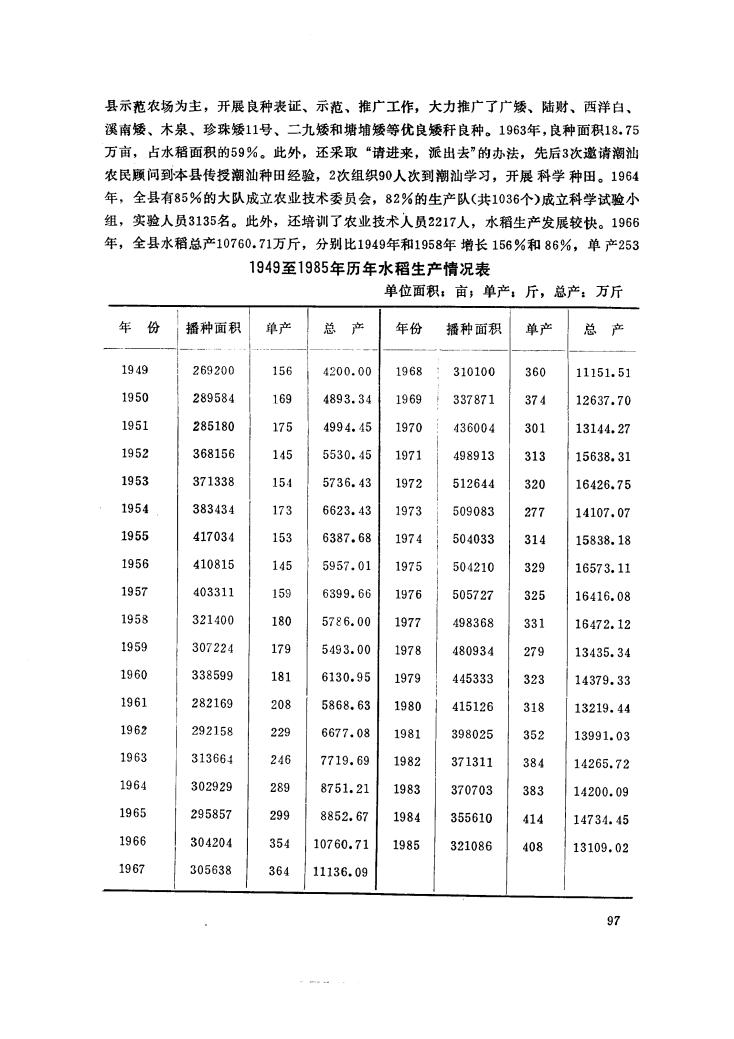 县示范农场为主，开展良种表证、示范、推广工作，大力推广了广矮、陆财、西洋白、
溪南矮、木泉、珍珠矮11号、二九矮和塘埔矮等优良矮秆良种。1963年，良种面积18.75
万亩，占水稻面积的59%。此外，还采取“请进来，派出去”的办法，先后3次邀请潮汕
农民顾问到本县传授潮汕种田经验，2次组织90人次到潮汕学习，开展科学种田。1964
年，全县有85%的大队成立农业技术委员会，82%的生产队(共1036个)成立科学试验小
组，实验人员3135名。此外，还培训了农业技术人员2217人，水稻生产发展较快。1966
年，全县水稻总产10760.71万斤，分别比1949年和1958年增长156%和86%，单产253
1949至1985年历年水稻生产情况表
单位面积：亩；单产：斤，总产：万斤
年份 播种面积 单产 总产 年份 播种面积 单产 总产
1949 269200 156 4200.00 1968 310100 360 11151.51
1950 289584 169 4893.34 1969 337871 374 12637.70
1951 285180 175 4994.45 1970 436004 301 13144.27
1952 368156 145 5530.45 1971 498913 313 15638.31
1953 371338 154 5736.43 1972 512644 320 16426.75
1954 383434 173 6623.43 1973 509083 277 14107.07
1955 417034 153 6387.68 1974 504033 314 15838.18
1956 410815 145 5957.01 1975 504210 329 16573.11
1957 403311 159 6399.66 1976 505727 325 16416.08
1958 321400 180 5786.00 1977 498368 331 16472.12
1959 307224 179 5493.00 1978 480934 279 13435.34
1960 338599 181 6130.95 1979 445333 323 14379.33
1961 282169 208 5868.63 1980 415126 318 13219.44
1962 292158 229 6677.08 1981 398025 352 13991.03
1963 313664 246 7719.69 1982 371311 384 14265.72
1964 302929 289 8751.21 1983 370703 383 14200.09
1965 295857 299 8852.67 1984 355610 414 14734.45
1966 304204 354 10760.71 1985 321086 408 13109.02
1967 305638 364 11136.09
97